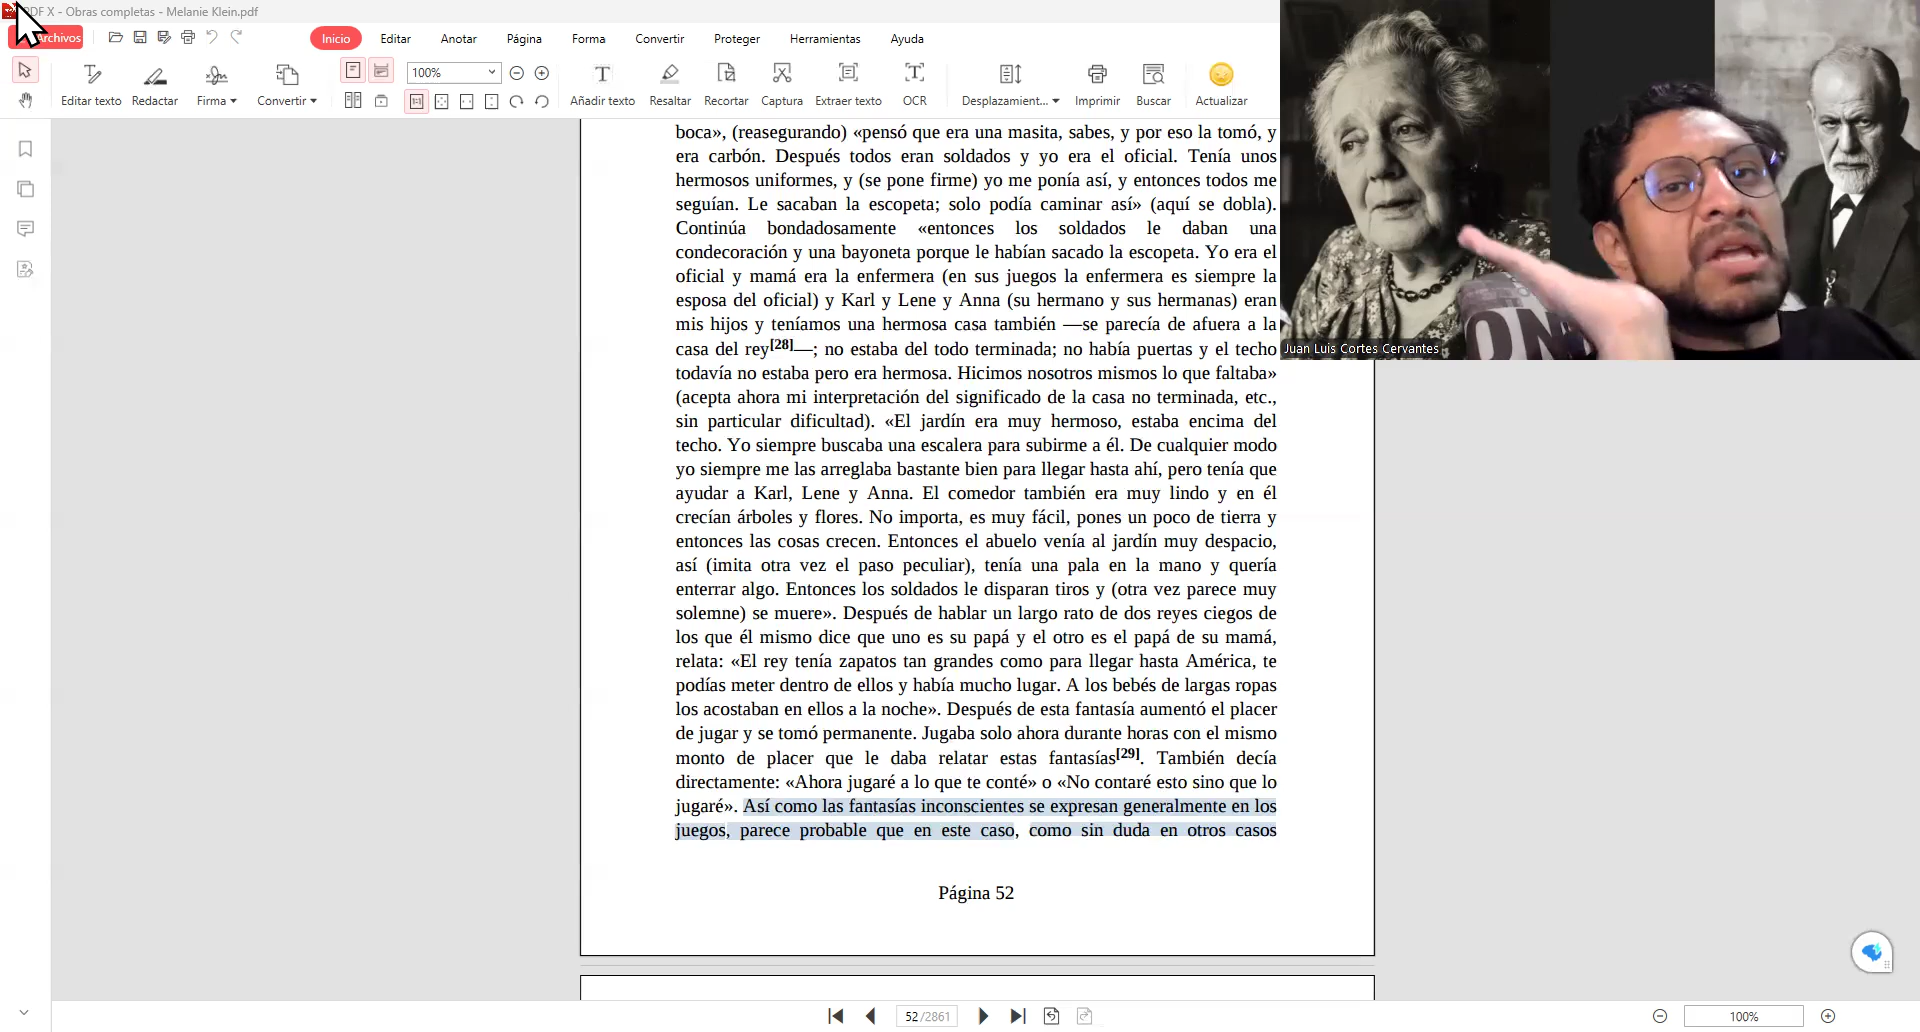 PDF X - Obras completas - Melanie Klein.pdf
Archivos
Inicio
Editar
Anotar
Página
Forma
Convertir
Proteger
Herramientas
Ayuda
Editar texto
Redactar
Firma
Convertir
100%
Añadir texto
Resaltar
Recortar
Captura
Extraer texto
OCR
Desplazamient...
Imprimir
Buscar
Actualizar
boca», (reasegurando) «pensó que era una masita, sabes, y por eso la tomó, y
era carbón. Después todos eran soldados y yo era el oficial. Tenía unos
hermosos uniformes, y (se pone firme) yo me ponía así, y entonces todos me
seguían. Le sacaban la escopeta; solo podía caminar así» (aquí se dobla).
Continúa bondadosamente «entonces los soldados le daban una
condecoración y una bayoneta porque le habían sacado la escopeta. Yo era el
oficial y mamá era la enfermera (en sus juegos la enfermera es siempre la
esposa del oficial) y Karl y Lene y Anna (su hermano y sus hermanas) eran
mis hijos y teníamos una hermosa casa también —se parecía de afuera a la
casa del rey[28]—; no estaba del todo terminada; no había puertas y el techo
todavía no estaba pero era hermosa. Hicimos nosotros mismos lo que faltaba»
(acepta ahora mi interpretación del significado de la casa no terminada, etc.,
sin particular dificultad). «El jardín era muy hermoso, estaba encima del
techo. Yo siempre buscaba una escalera para subirme a él. De cualquier modo
yo siempre me las arreglaba bastante bien para llegar hasta ahí, pero tenía que
ayudar a Karl, Lene y Anna. El comedor también era muy lindo y en él
crecían árboles y flores. No importa, es muy fácil, pones un poco de tierra y
entonces las cosas crecen. Entonces el abuelo venía al jardín muy despacio,
así (imita otra vez el paso peculiar), tenía una pala en la mano y quería
enterrar algo. Entonces los soldados le disparan tiros y (otra vez parece muy
solemne) se muere». Después de hablar un largo rato de dos reyes ciegos de
los que él mismo dice que uno es su papá y el otro es el papá de su mamá,
relata: «El rey tenía zapatos tan grandes como para llegar hasta América, te
podías meter dentro de ellos y había mucho lugar. A los bebés de largas ropas
los acostaban en ellos a la noche». Después de esta fantasía aumentó el placer
de jugar y se tomó permanente. Jugaba solo ahora durante horas con el mismo
monto de placer que le daba relatar estas fantasías[29]. También decía
directamente: «Ahora jugaré a lo que te conté» o «No contaré esto sino que lo
jugaré». Así como las fantasías inconscientes se expresan generalmente en los
juegos, parece probable que en este caso, como sin duda en otros casos
Página 52
Juan Luis Cortes Cervantes
52/2861
100%